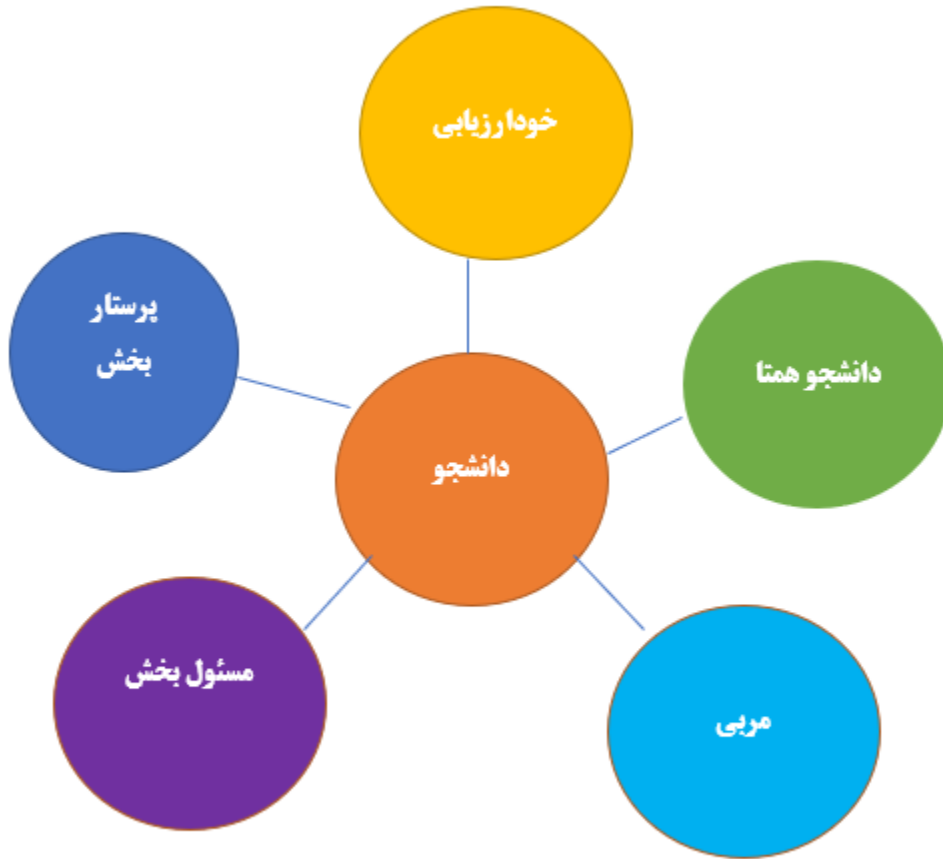 خودارزیابی
پرستار
بخش
دانشجو همتا
دانشجو
مسئول بخش
مربی